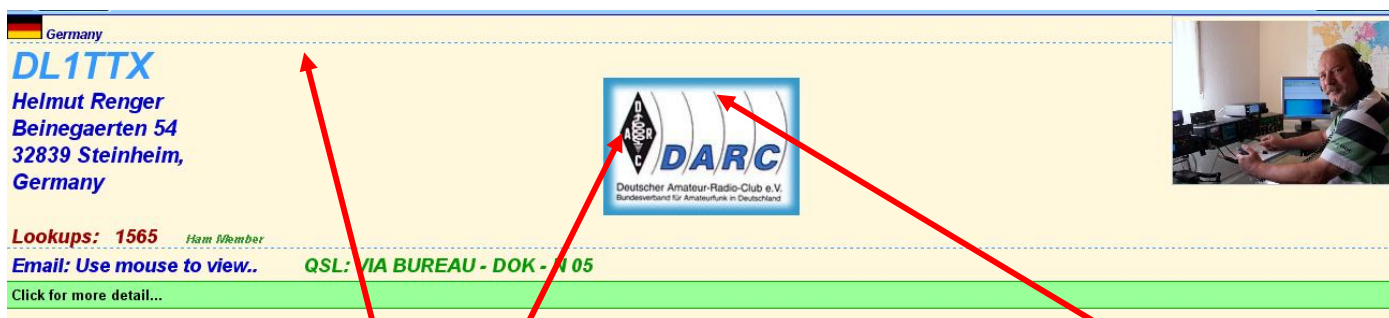 Germany
DL1TTX
Helmut Renger
Beinegaerten 54
32839 Steinheim,
Germany
D
A R
C
DARC
Deutscher Amateur-Radio-Club e.V.
Bundesverband für Amateurfunk in Deutschland
Lookups: 1565 Ham Member
Email: Use mouse to view.. QSL: VIA BUREAU - DOK - N 05
Click for more detail...